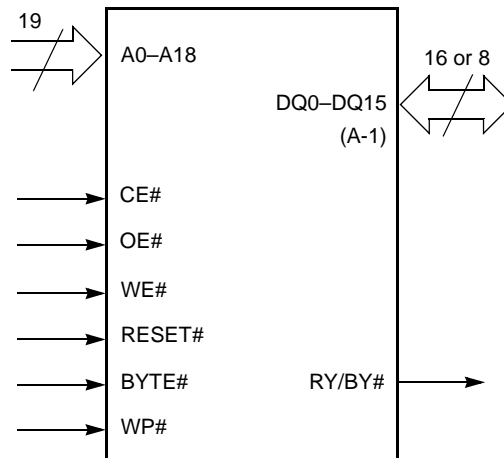 19
A0–A18
16 or 8
DQ0–DQ15
(A-1)
CE#
OE#
WE#
RESET#
BYTE#
RY/BY#
WP#